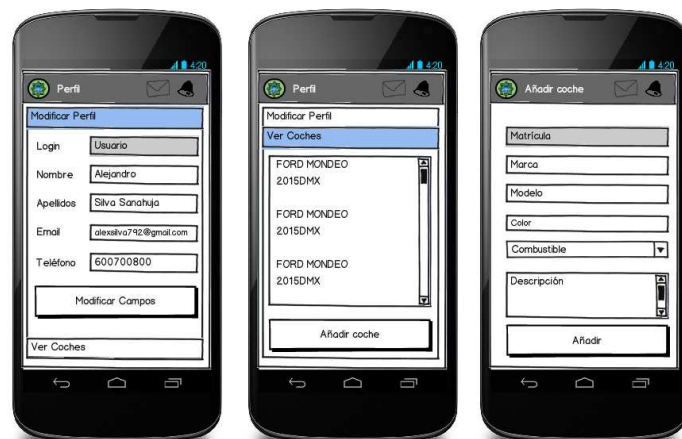 4:20
Perfil
Modificar Perfil
Login Usuario
Nombre Alejandro
Apellidos Silva Sanahuja
Email alexsilva792@gmail.com
Teléfono 600700800
Modificar Campos
Ver Coches
4:20
Perfil
Modificar Perfil
Ver Coches
FORD MONDEO
2015DMX
FORD MONDEO
2015DMX
FORD MONDEO
2015DMX
Añadir coche
4:20
Añadir coche
Matrícula
Marca
Modelo
Color
Combustible
Descripción
Añadir